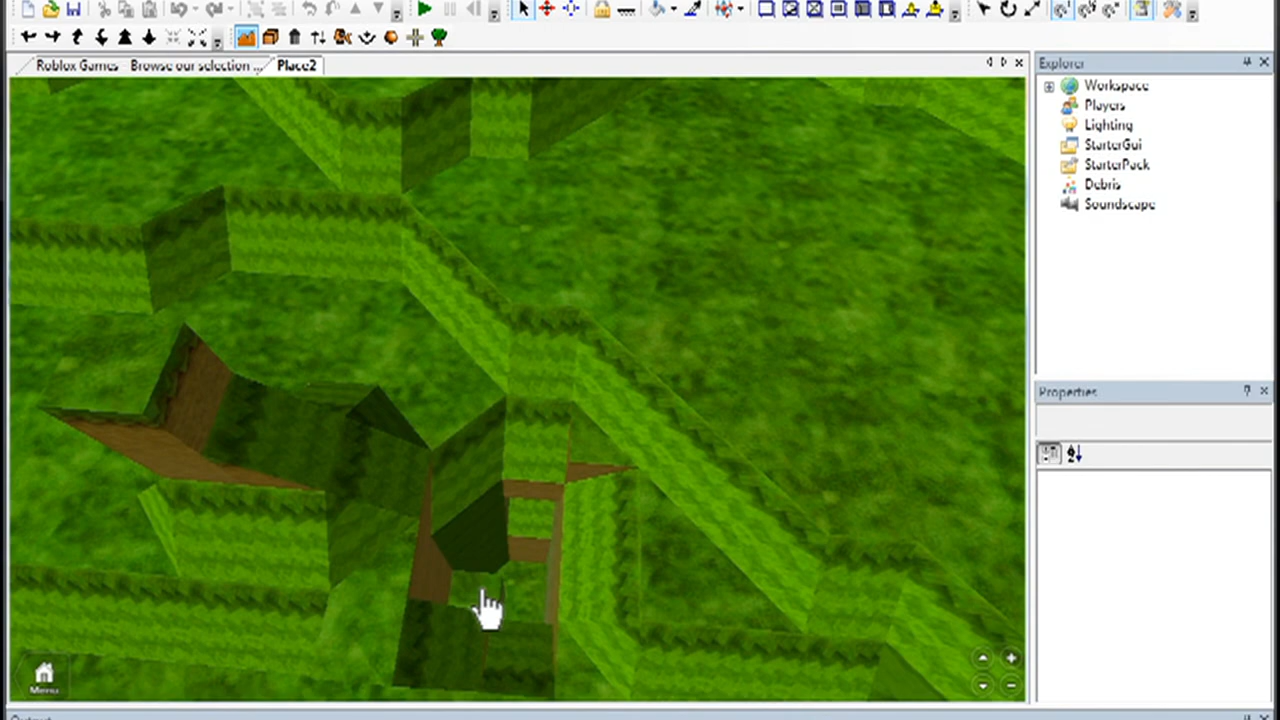 Roblox Games - Browse our selection ... Place2
Explorer
Workspace
Players
Lighting
StarterGui
StarterPack
Debris
Soundscape
Properties
Menu